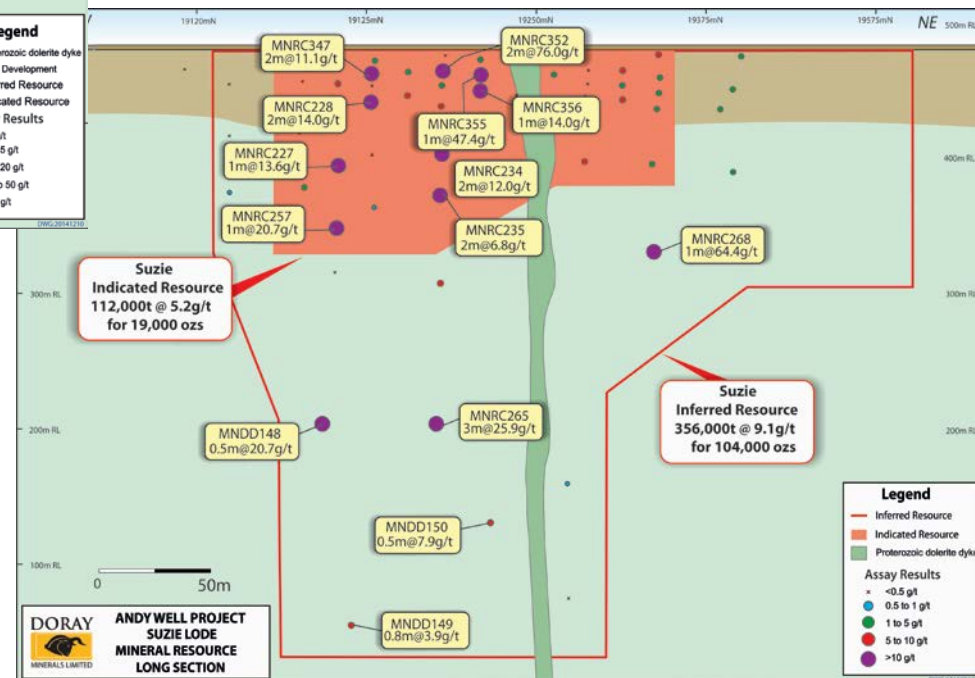 Legend
erozoic dolerite dyke
Development
rred Resource
cated Resource
Results
/t
5 g/t
20 g/t
o 50 g/t
g/t
DWG:20141210
19120mN
19125mN
19250mN
19375mN
19575mN
NE
500m RL
MNRC347
2m@11.1g/t
MNRC352
2m@76.0g/t
MNRC228
2m@14.0g/t
MNRC355
1m@47.4g/t
MNRC356
1m@14.0g/t
MNRC227
1m@13.6g/t
MNRC234
2m@12.0g/t
400m RL
MNRC257
1m@20.7g/t
MNRC235
2m@6.8g/t
MNRC268
1m@64.4g/t
Suzie
Indicated Resource
112,000t @ 5.2g/t
for 19,000 ozs
300m RL
300m RL
Suzie
Inferred Resource
356,000t @ 9.1g/t
for 104,000 ozs
200m RL
200m RL
MNDD148
0.5m@20.7g/t
MNRC265
3m@25.9g/t
MNDD150
0.5m@7.9g/t
100m RL
0
50m
MNDD149
0.8m@3.9g/t
DORAY
MINERALS LIMITED
ANDY WELL PROJECT
SUZIE LODE
MINERAL RESOURCE
LONG SECTION
Legend
Inferred Resource
Indicated Resource
Proterozoic dolerite dyke
Assay Results
<0.5 g/t
0.5 to 1 g/t
1 to 5 g/t
5 to 10 g/t
>10 g/t